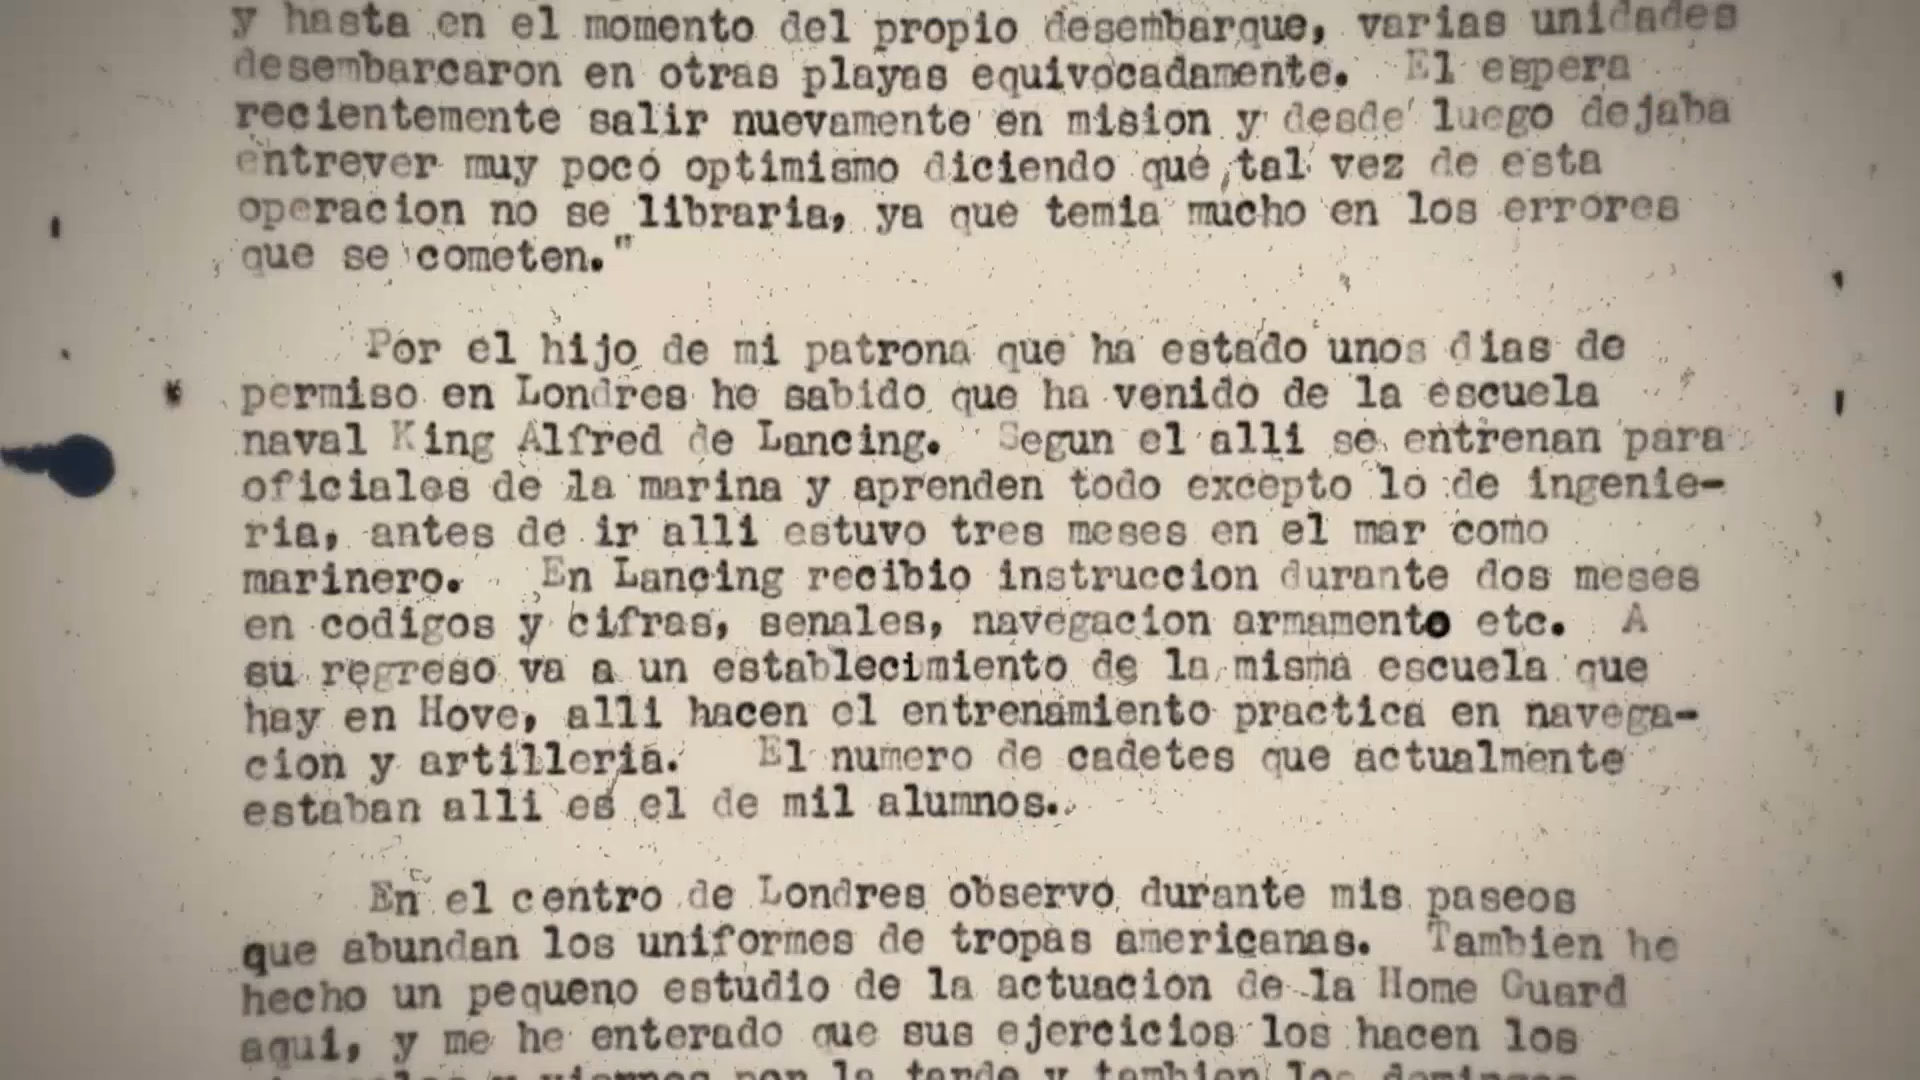 y hasta en el momento del propio desembarque, varias unidades
desembarcaron en otras playas equivocadamente. El espera
recientemente salir nuevamente en mision y desde luego dejaba
entrever muy poco optimismo diciendo que tal vez de esta
operacion no se libraria, ya que temia mucho en los errores
que se cometen."
Por el hijo de mi patrona que ha estado unos dias de
permiso en Londres he sabido que ha venido de la escuela
naval King Alfred de Lancing. Segun el alli se entrenan para
oficiales de la marina y aprenden todo excepto lo de ingenie-
ria, antes de ir alli estuvo tres meses en el mar como
marinero. En Lancing recibio instruccion durante dos meses
en codigos y cifras, senales, navegacion armamento etc. A
su regreso va a un establecimiento de la misma escuela que
hay en Hove, alli hacen el entrenamiento practica en navega-
cion y artilleria. El numero de cadetes que actualmente
estaban alli es el de mil alumnos.
En el centro de Londres observo durante mis paseos
que abundan los uniformes de tropas americanas. Tambien he
hecho un pequeno estudio de la actuacion de la Home Guard
aqui, y me he enterado que sus ejercicios los hacen los
y viernes por la tarde y tambien los domingos